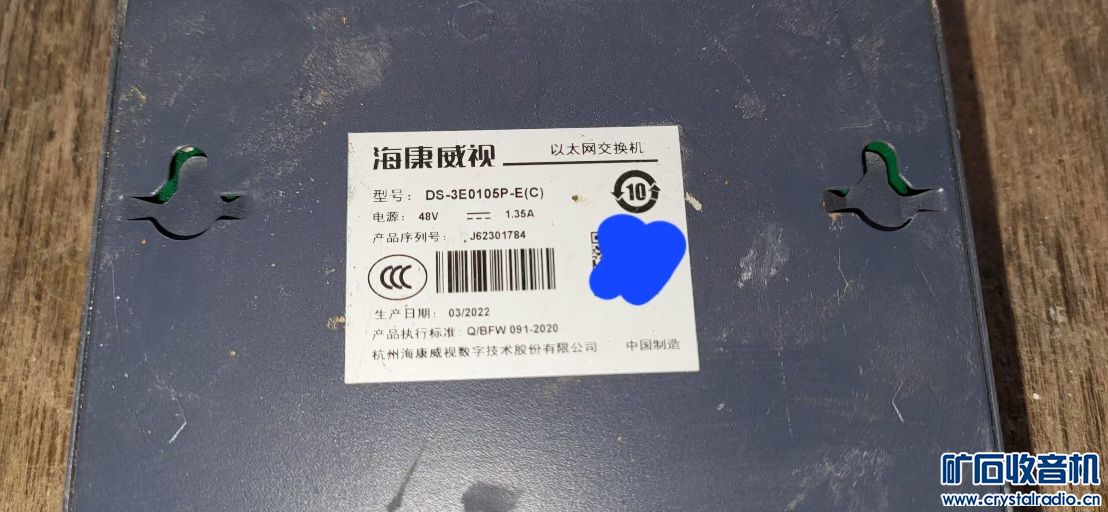 海康威视 以太网交换机
型号: DS-3E0105P-E(C)
电源: 48V ⎓ 1.35A
10
产品序列号: J62301784
CCC
生产日期: 03/2022
产品执行标准: Q/BFW 091-2020
杭州海康威视数字技术股份有限公司 中国制造
矿石收音机
www.crystalradio.cn